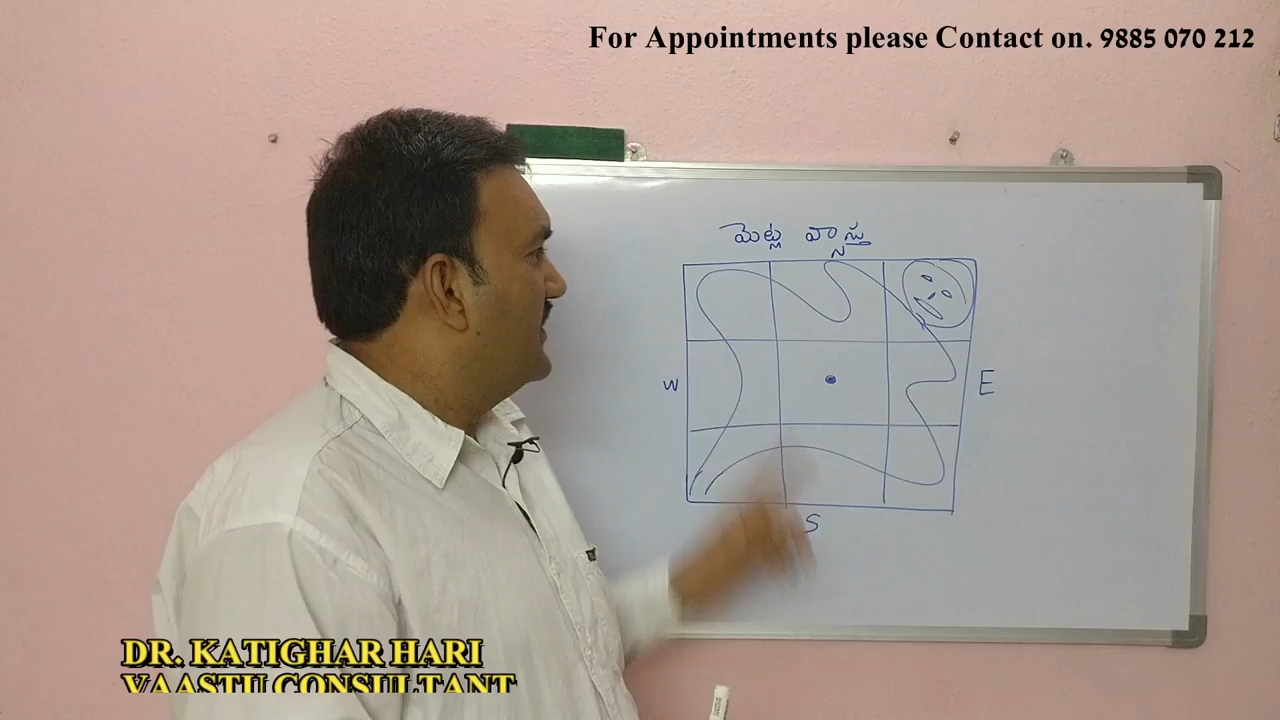 For Appointments please Contact on. 9885 070 212
మెట్ల వాస్తు
N
W
E
S
DR. KATIGHAR HARI
VAASTU CONSULTANT